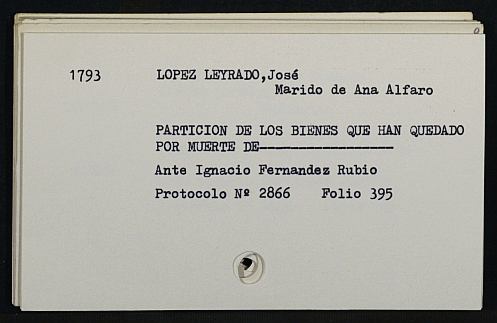 1793 LOPEZ LEYRADO,José
Marido de Ana Alfaro
PARTICION DE LOS BIENES QUE HAN QUEDADO
POR MUERTE DE-----------------
Ante Ignacio Fernandez Rubio
Protocolo Nº 2866 Folio 395